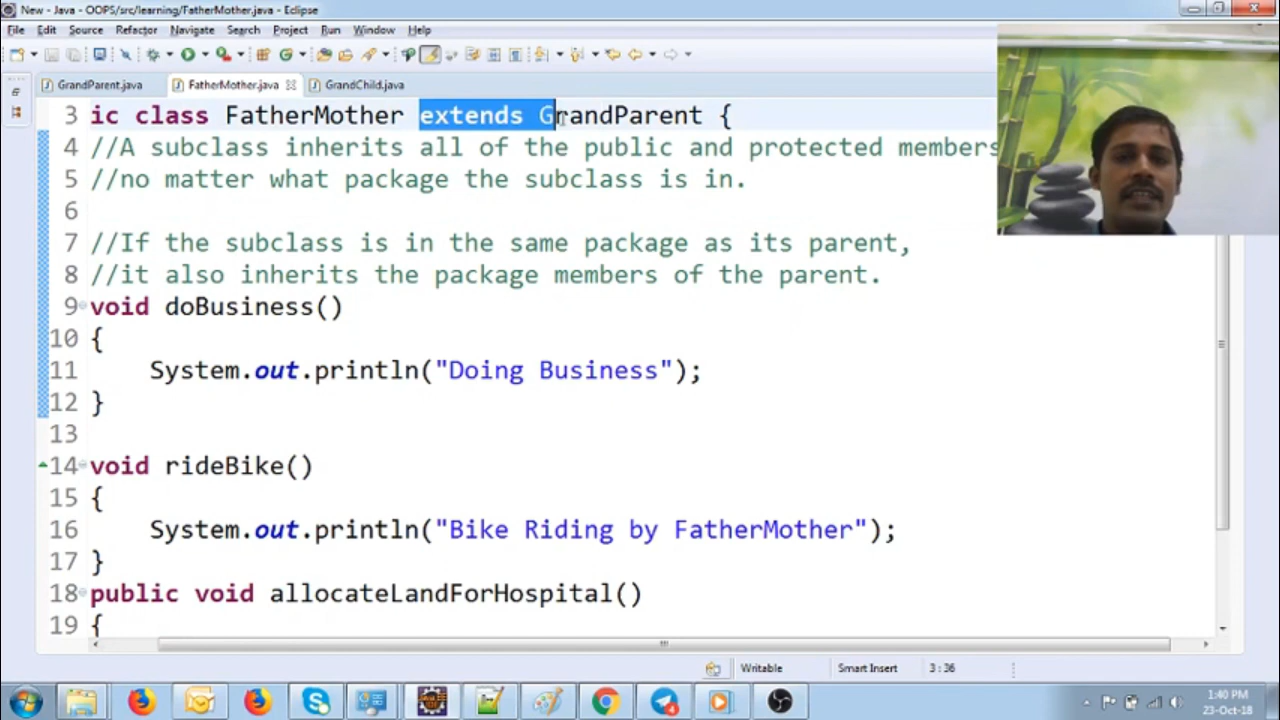 New - Java - OOPS/src/learning/FatherMother.java - Eclipse
File Edit Source Refactor Navigate Search Project Run Window Help
GrandParent.java FatherMother.java GrandChild.java
3 ic class FatherMother extends GrandParent {
4 //A subclass inherits all of the public and protected members
5 //no matter what package the subclass is in.
6
7 //If the subclass is in the same package as its parent,
8 //it also inherits the package members of the parent.
9 void doBusiness()
10 {
11 System.out.println("Doing Business");
12 }
13
14 void rideBike()
15 {
16 System.out.println("Bike Riding by FatherMother");
17 }
18 public void allocateLandForHospital()
19 {
Writable Smart Insert 3 : 36
1:40 PM
23-Oct-18